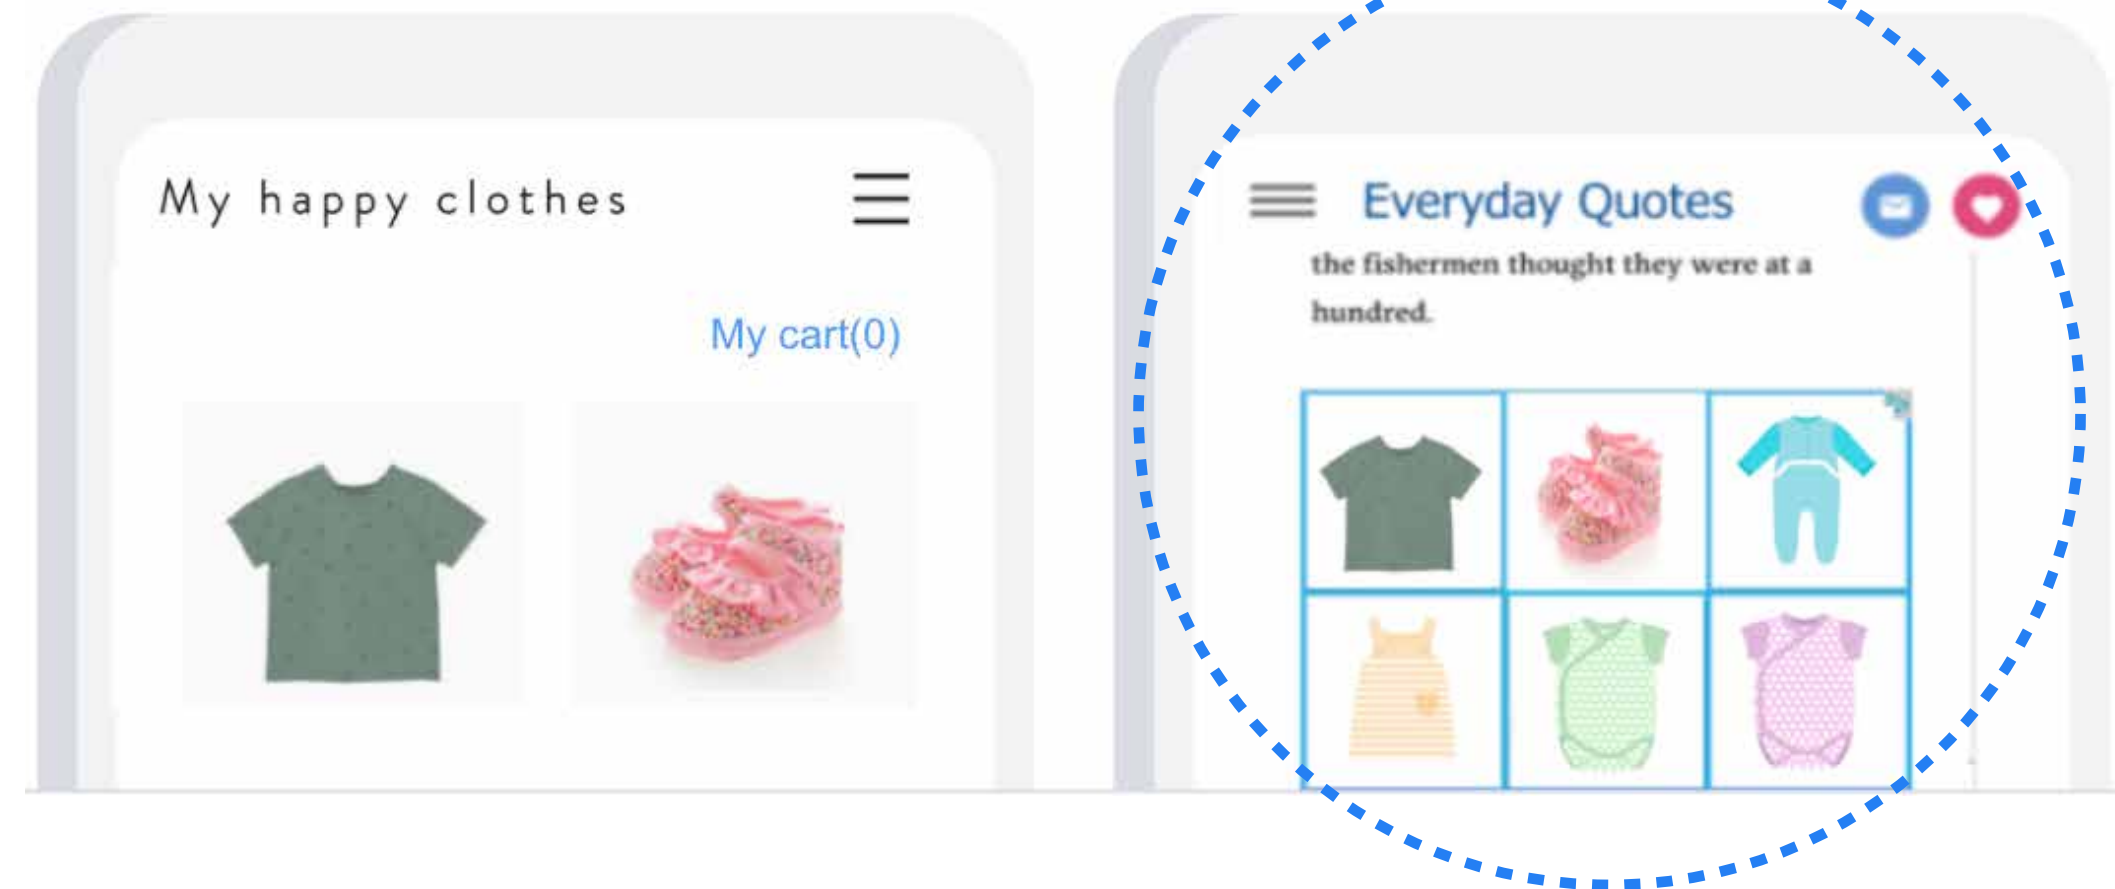 My happy clothes
My cart(0)
Everyday Quotes
the fishermen thought they were at a
hundred.